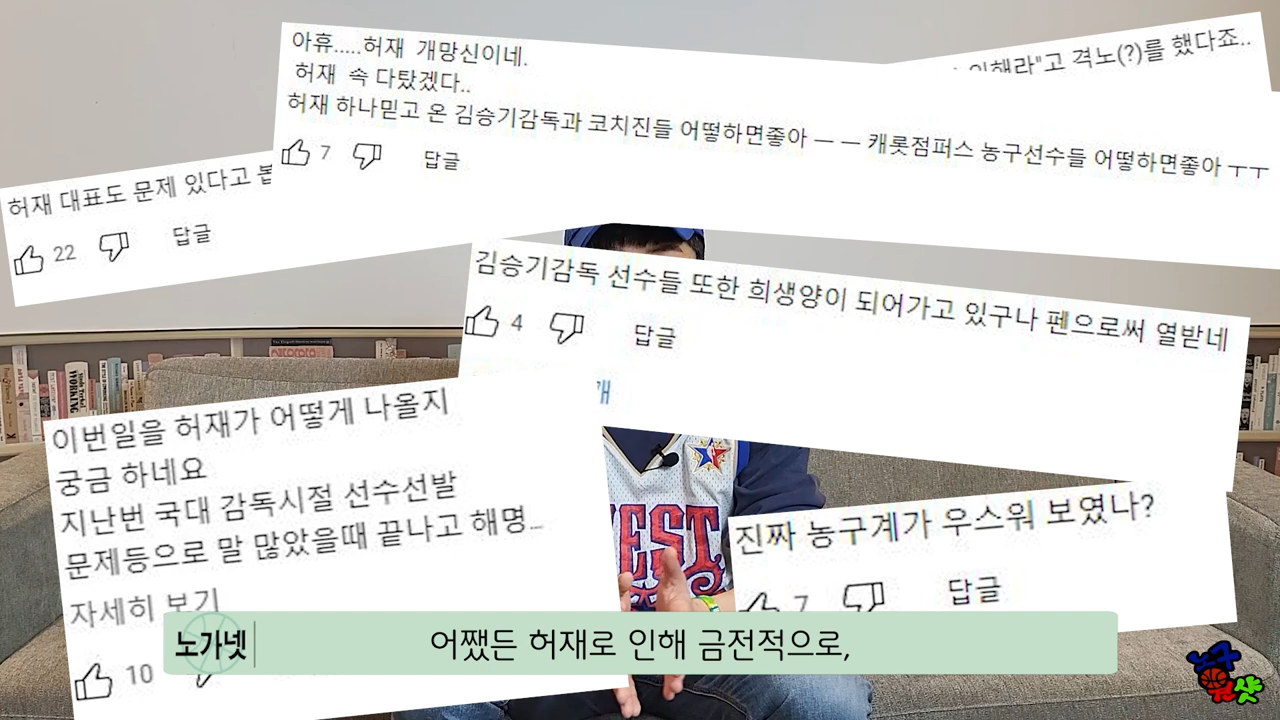 아휴.....허재 개망신이네.
허재 속 다탔겠다..
허재 하나믿고 온 김승기감독과 코치진들 어떻하면좋아 ㅡ ㅡ 캐롯점퍼스 농구선수들 어떻하면좋아 ㅜㅜ
7 답글
이해라"고 격노(?)를 했다죠..
허재 대표도 문제 있다고
22 답글
김승기감독 선수들 또한 희생양이 되어가고 있구나 펜으로써 열받네
4 답글
개
이번일을 허재가 어떻게 나올지
궁금 하네요
지난번 국대 감독시절 선수선발
문제등으로 말 많았을때 끝나고 해명...
자세히 보기
10
진짜 농구계가 우스워 보였나?
7 답글
WORKING
EST
노가넷
어쨌든 허재로 인해 금전적으로,
농구
원샷